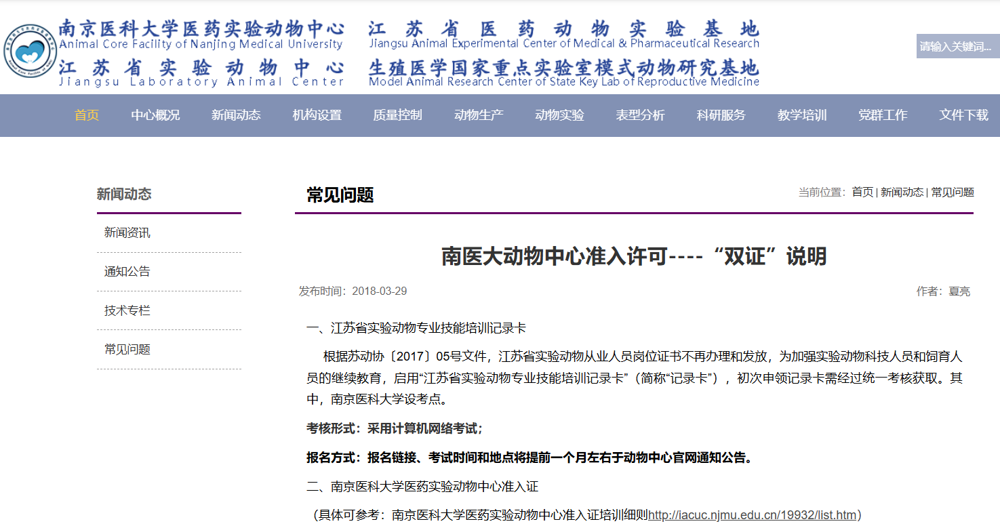 南京医科大学医药实验动物中心
Animal Core Facility of Nanjing Medical University
江苏省实验动物中心
Jiangsu Laboratory Animal Center
江苏省医药动物实验基地
Jiangsu Animal Experimental Center of Medical & Pharmaceutical Research
生殖医学国家重点实验室模式动物研究基地
Model Animal Research Center of State Key Lab of Reproductive Medicine
请输入关键词...
首页 中心概况 新闻动态 机构设置 质量控制 动物生产 动物实验 表型分析 科研服务 教学培训 党群工作 文件下载
新闻动态
新闻资讯
通知公告
技术专栏
常见问题
常见问题
当前位置：首页 | 新闻动态 | 常见问题
南医大动物中心准入许可----“双证”说明
发布时间：2018-03-29
作者：夏亮
一、江苏省实验动物专业技能培训记录卡
根据苏动协〔2017〕05号文件，江苏省实验动物从业人员岗位证书不再办理和发放，为加强实验动物科技人员和饲育人
员的继续教育，启用“江苏省实验动物专业技能培训记录卡”（简称“记录卡”），初次申领记录卡需经过统一考核获取。其
中，南京医科大学设考点。
考核形式：采用计算机网络考试；
报名方式：报名链接、考试时间和地点将提前一个月左右于动物中心官网通知公告。
二、南京医科大学医药实验动物中心准入证
（具体可参考：南京医科大学医药实验动物中心准入证培训细则http://iacuc.njmu.edu.cn/19932/list.htm）